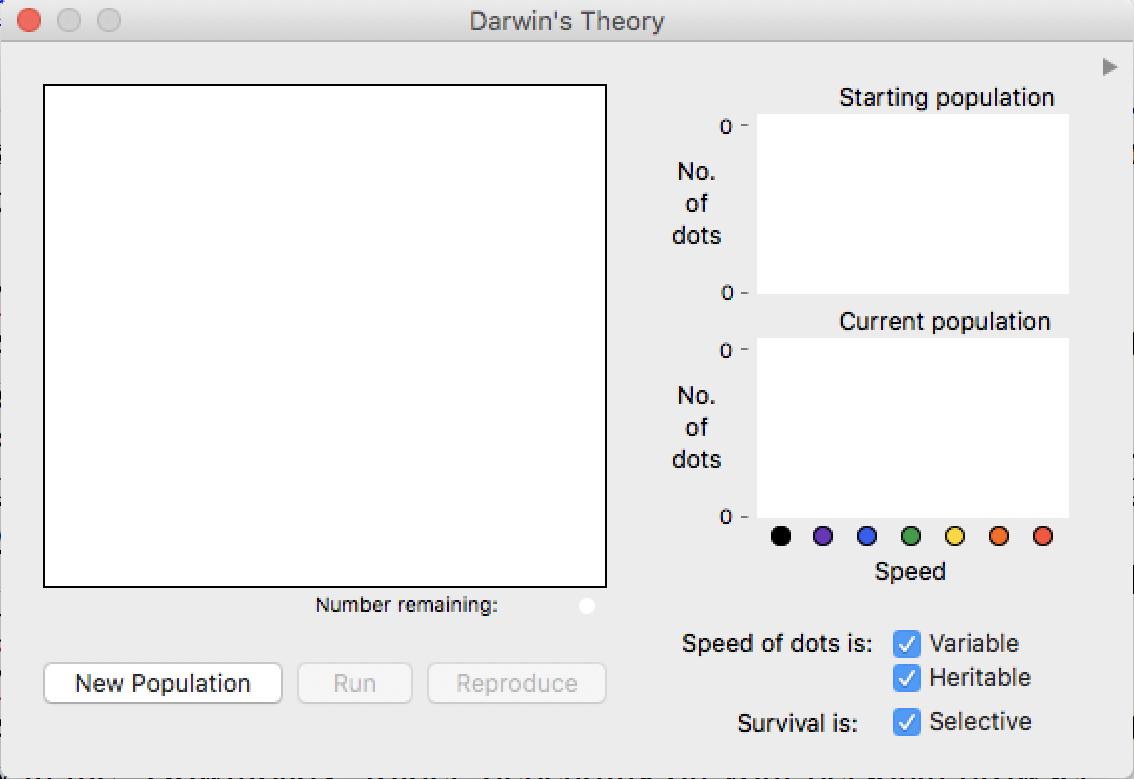 Darwin's Theory
Starting population
0
No.
of
dots
0
Current population
0
No.
of
dots
0
Speed
Number remaining:
Speed of dots is:
Variable
Heritable
Survival is:
Selective
New Population
Run
Reproduce